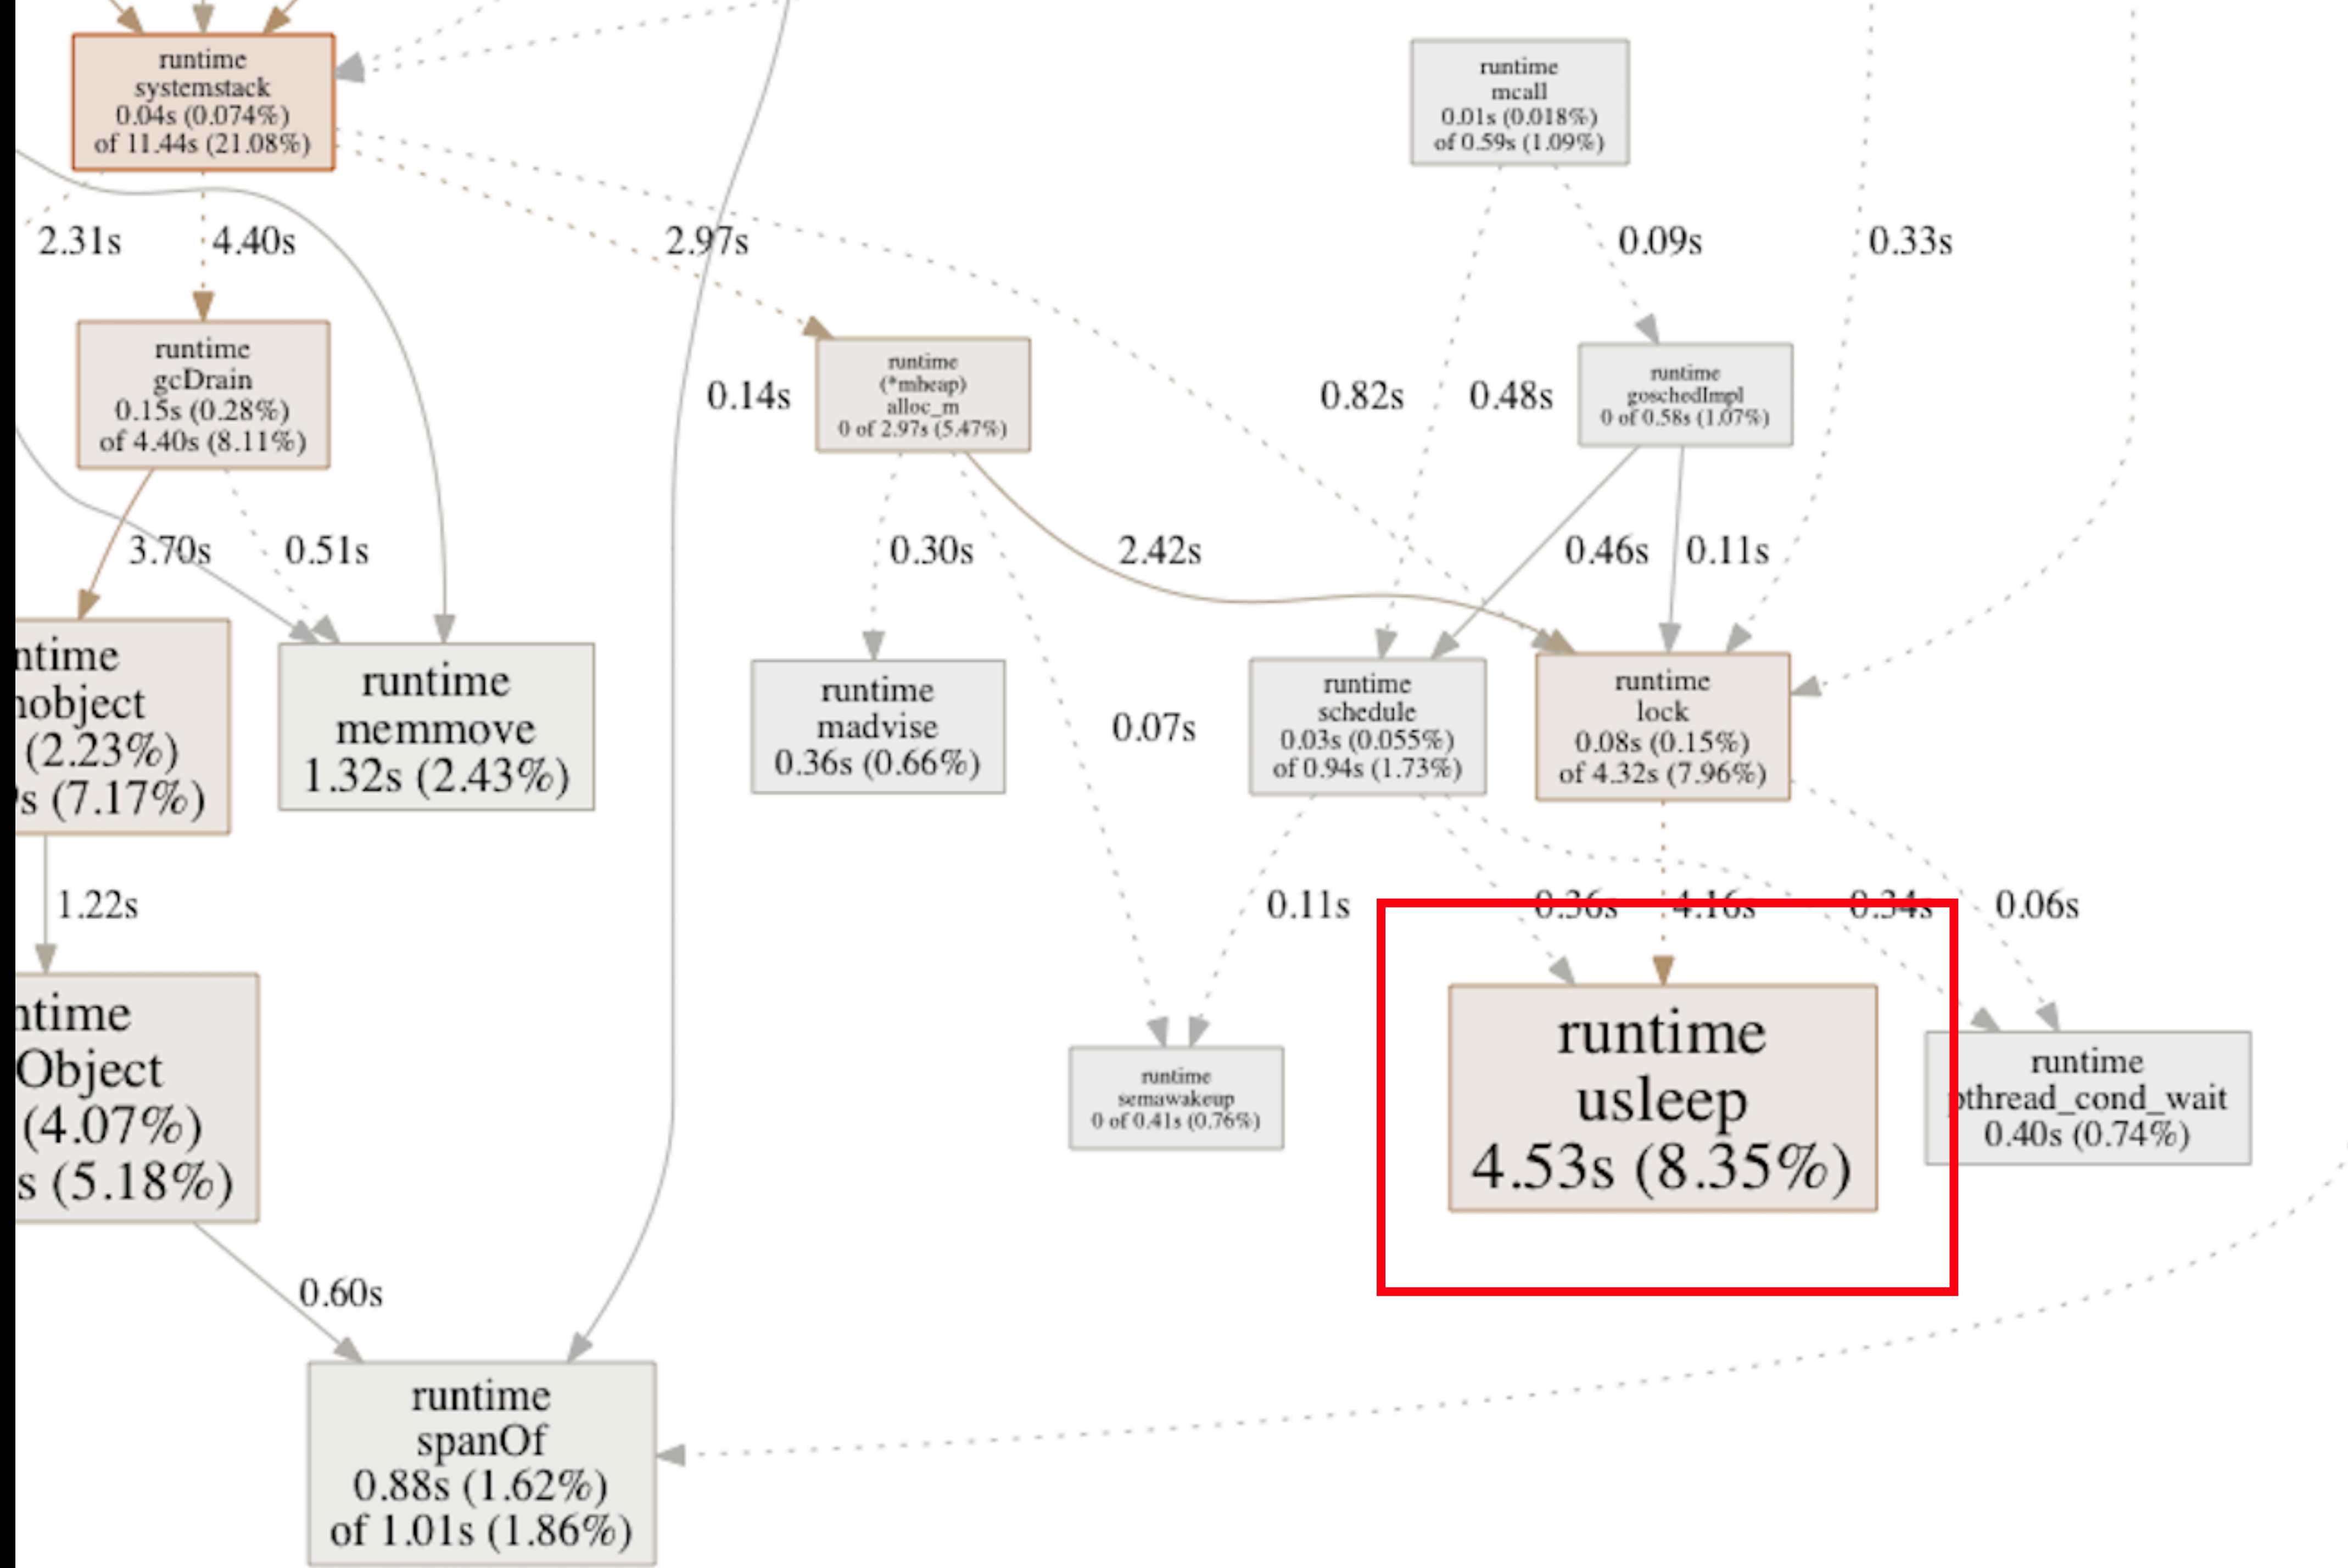 runtime
systemstack
0.04s (0.074%)
of 11.44s (21.08%)
runtime
mcall
0.01s (0.018%)
of 0.59s (1.09%)
2.31s
4.40s
2.97s
0.09s
0.33s
runtime
gcDrain
0.15s (0.28%)
of 4.40s (8.11%)
0.14s
runtime
(*mheap)
alloc_m
0 of 2.97s (5.47%)
0.82s
0.48s
runtime
goschedImpl
0 of 0.58s (1.07%)
3.70s
0.51s
0.30s
2.42s
0.46s
0.11s
ntime
nobject
(2.23%)
s (7.17%)
runtime
memmove
1.32s (2.43%)
runtime
madvise
0.36s (0.66%)
0.07s
runtime
schedule
0.03s (0.055%)
of 0.94s (1.73%)
runtime
lock
0.08s (0.15%)
of 4.32s (7.96%)
1.22s
0.11s
0.36s
4.16s
0.34s
0.06s
ntime
Object
(4.07%)
s (5.18%)
runtime
semawakeup
0 of 0.41s (0.76%)
runtime
usleep
4.53s (8.35%)
runtime
pthread_cond_wait
0.40s (0.74%)
0.60s
runtime
spanOf
0.88s (1.62%)
of 1.01s (1.86%)